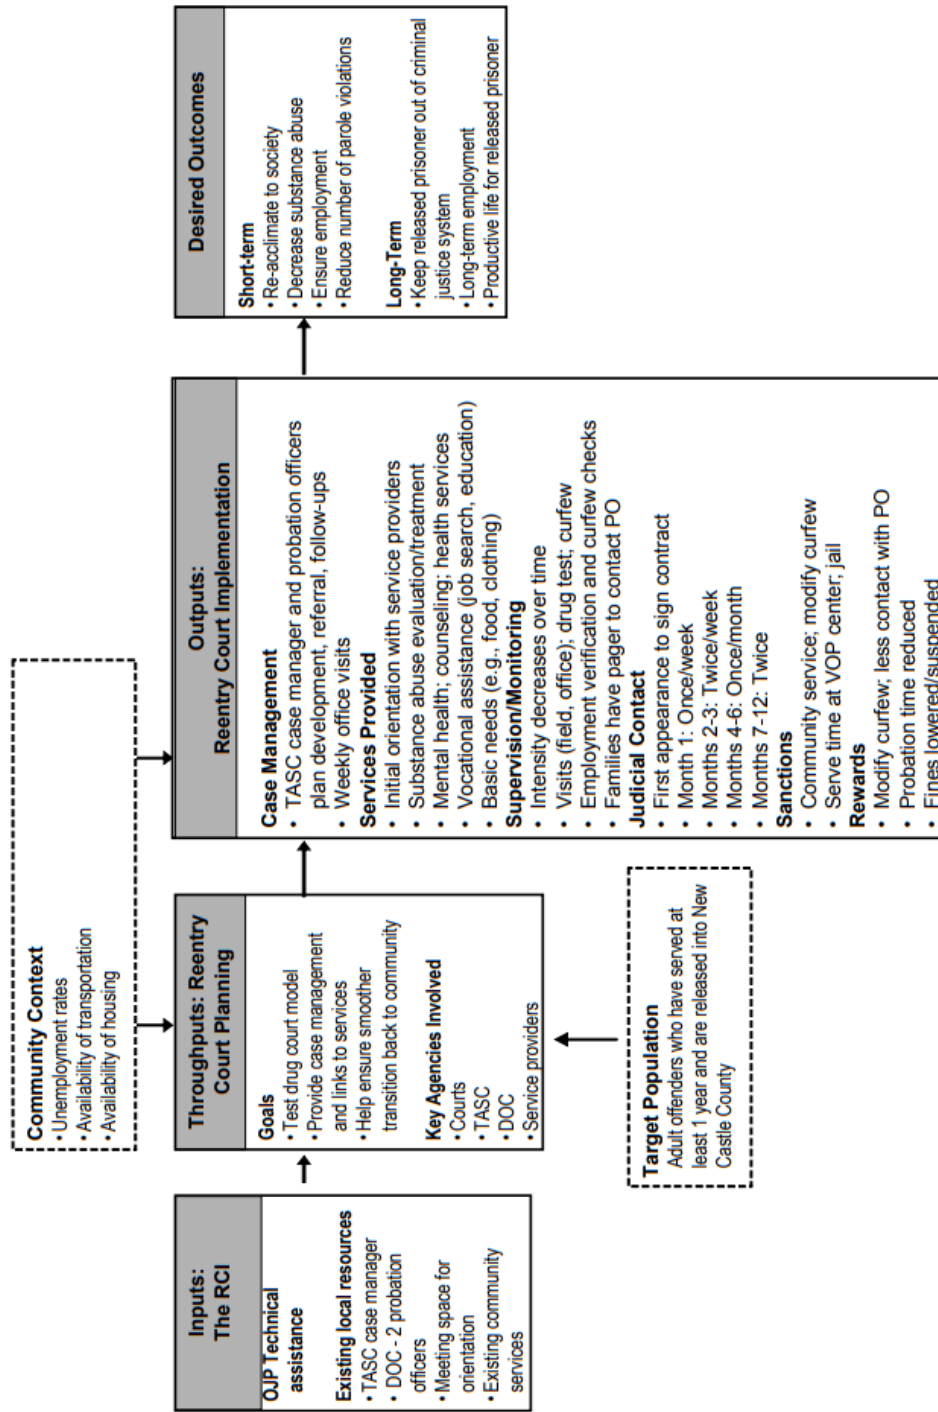 Community Context
• Unemployment rates
• Availability of transportation
• Availability of housing
Inputs:
The RCI
OJP Technical
assistance
Existing local resources
• TASC case manager
• DOC - 2 probation
officers
• Meeting space for
orientation
• Existing community
services
Throughputs: Reentry
Court Planning
Goals
• Test drug court model
• Provide case management
and links to services
• Help ensure smoother
transition back to community
Key Agencies Involved
• Courts
• TASC
• DOC
• Service providers
Target Population
Adult offenders who have served at
least 1 year and are released into New
Castle County
Outputs:
Reentry Court Implementation
Case Management
• TASC case manager and probation officers
plan development, referral, follow-ups
• Weekly office visits
Services Provided
• Initial orientation with service providers
• Substance abuse evaluation/treatment
• Mental health; counseling; health services
• Vocational assistance (job search, education)
• Basic needs (e.g., food, clothing)
Supervision/Monitoring
• Intensity decreases over time
• Visits (field, office); drug test; curfew
• Employment verification and curfew checks
• Families have pager to contact PO
Judicial Contact
• First appearance to sign contract
• Month 1: Once/week
• Months 2-3: Twice/week
• Months 4-6: Once/month
• Months 7-12: Twice
Sanctions
• Community service; modify curfew
• Serve time at VOP center; jail
Rewards
• Modify curfew; less contact with PO
• Probation time reduced
• Fines lowered/suspended
Desired Outcomes
Short-term
• Re-acclimate to society
• Decrease substance abuse
• Ensure employment
• Reduce number of parole violations
Long-Term
• Keep released prisoner out of criminal
justice system
• Long-term employment
• Productive life for released prisoner